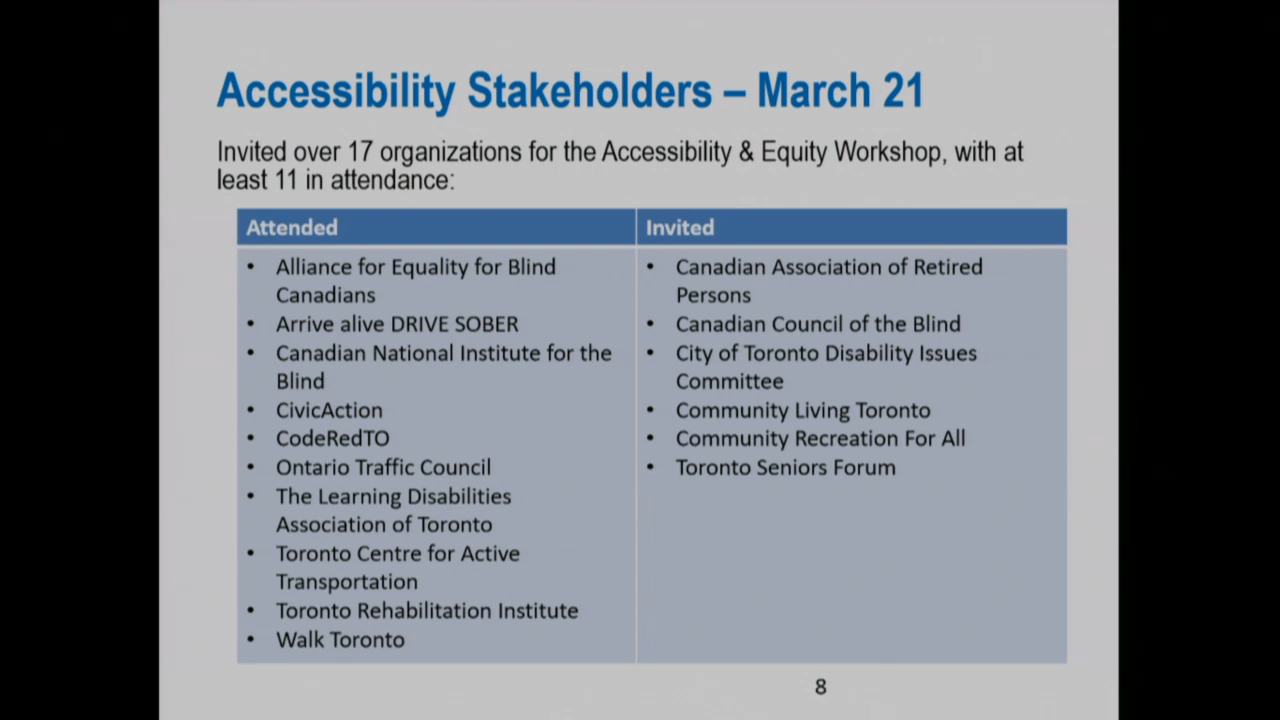 Accessibility Stakeholders – March 21
Invited over 17 organizations for the Accessibility & Equity Workshop, with at
least 11 in attendance:
Attended
• Alliance for Equality for Blind
Canadians
• Arrive alive DRIVE SOBER
• Canadian National Institute for the
Blind
• CivicAction
• CodeRedTO
• Ontario Traffic Council
• The Learning Disabilities
Association of Toronto
• Toronto Centre for Active
Transportation
• Toronto Rehabilitation Institute
• Walk Toronto
Invited
• Canadian Association of Retired
Persons
• Canadian Council of the Blind
• City of Toronto Disability Issues
Committee
• Community Living Toronto
• Community Recreation For All
• Toronto Seniors Forum
8